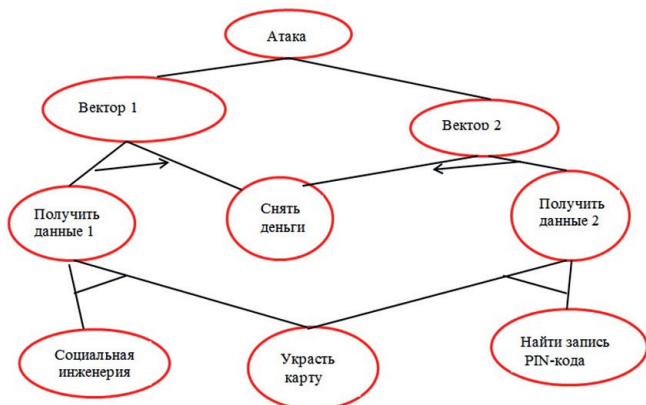 Атака
Вектор 1
Вектор 2
Получить
данные 1
Снять
деньги
Получить
данные 2
Социальная
инженерия
Украсть
карту
Найти запись
PIN-кода